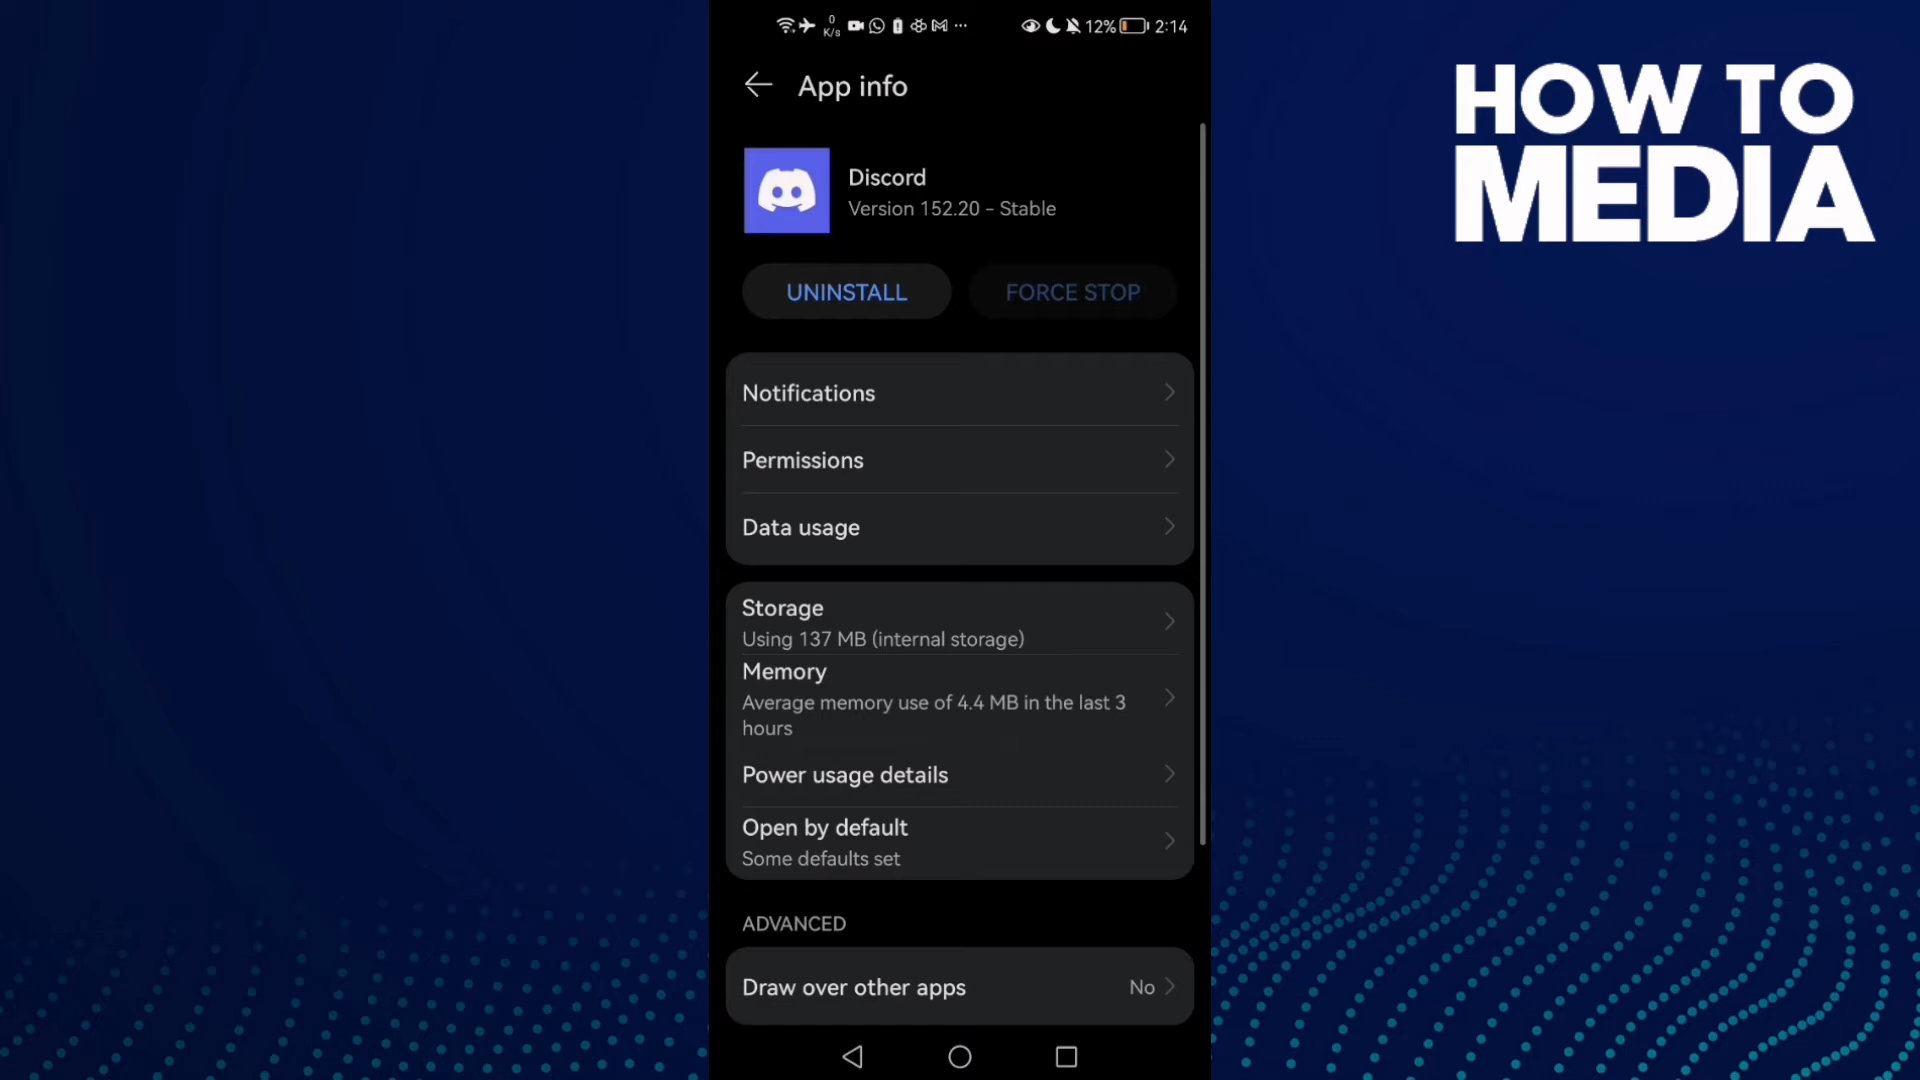 0
K/s
12%
2:14
App info
HOW TO
MEDIA
Discord
Version 152.20 - Stable
UNINSTALL
FORCE STOP
Notifications
Permissions
Data usage
Storage
Using 137 MB (internal storage)
Memory
Average memory use of 4.4 MB in the last 3
hours
Power usage details
Open by default
Some defaults set
ADVANCED
Draw over other apps
No